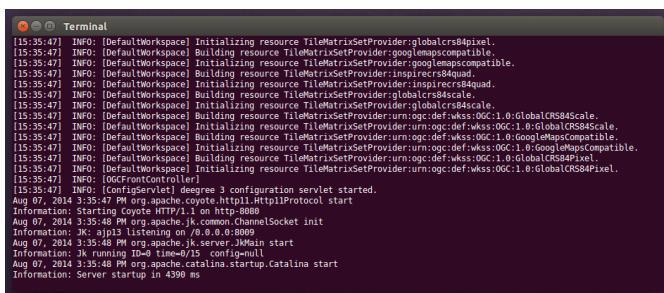 Terminal
[15:35:47]  INFO: [DefaultWorkspace] Initializing resource TileMatrixSetProvider:globalcrs84pixel.
[15:35:47]  INFO: [DefaultWorkspace] Building resource TileMatrixSetProvider:googlemapscompatible.
[15:35:47]  INFO: [DefaultWorkspace] Initializing resource TileMatrixSetProvider:googlemapscompatible.
[15:35:47]  INFO: [DefaultWorkspace] Building resource TileMatrixSetProvider:inspirecrs84quad.
[15:35:47]  INFO: [DefaultWorkspace] Initializing resource TileMatrixSetProvider:inspirecrs84quad.
[15:35:47]  INFO: [DefaultWorkspace] Building resource TileMatrixSetProvider:globalcrs84scale.
[15:35:47]  INFO: [DefaultWorkspace] Initializing resource TileMatrixSetProvider:globalcrs84scale.
[15:35:47]  INFO: [DefaultWorkspace] Building resource TileMatrixSetProvider:urn:ogc:def:wkss:OGC:1.0:GlobalCRS84Scale.
[15:35:47]  INFO: [DefaultWorkspace] Initializing resource TileMatrixSetProvider:urn:ogc:def:wkss:OGC:1.0:GlobalCRS84Scale.
[15:35:47]  INFO: [DefaultWorkspace] Building resource TileMatrixSetProvider:urn:ogc:def:wkss:OGC:1.0:GoogleMapsCompatible.
[15:35:47]  INFO: [DefaultWorkspace] Initializing resource TileMatrixSetProvider:urn:ogc:def:wkss:OGC:1.0:GoogleMapsCompatible.
[15:35:47]  INFO: [DefaultWorkspace] Building resource TileMatrixSetProvider:urn:ogc:def:wkss:OGC:1.0:GlobalCRS84Pixel.
[15:35:47]  INFO: [DefaultWorkspace] Initializing resource TileMatrixSetProvider:urn:ogc:def:wkss:OGC:1.0:GlobalCRS84Pixel.
[15:35:47]  INFO: [OGCFrontController]
[15:35:47]  INFO: [ConfigServlet] deegree 3 configuration servlet started.
Aug 07, 2014 3:35:47 PM org.apache.coyote.http11.Http11Protocol start
Information: Starting Coyote HTTP/1.1 on http-8080
Aug 07, 2014 3:35:48 PM org.apache.jk.common.ChannelSocket init
Information: JK: ajp13 listening on /0.0.0.0:8009
Aug 07, 2014 3:35:48 PM org.apache.jk.server.JkMain start
Information: Jk running ID=0 time=0/15  config=null
Aug 07, 2014 3:35:48 PM org.apache.catalina.startup.Catalina start
Information: Server startup in 4390 ms